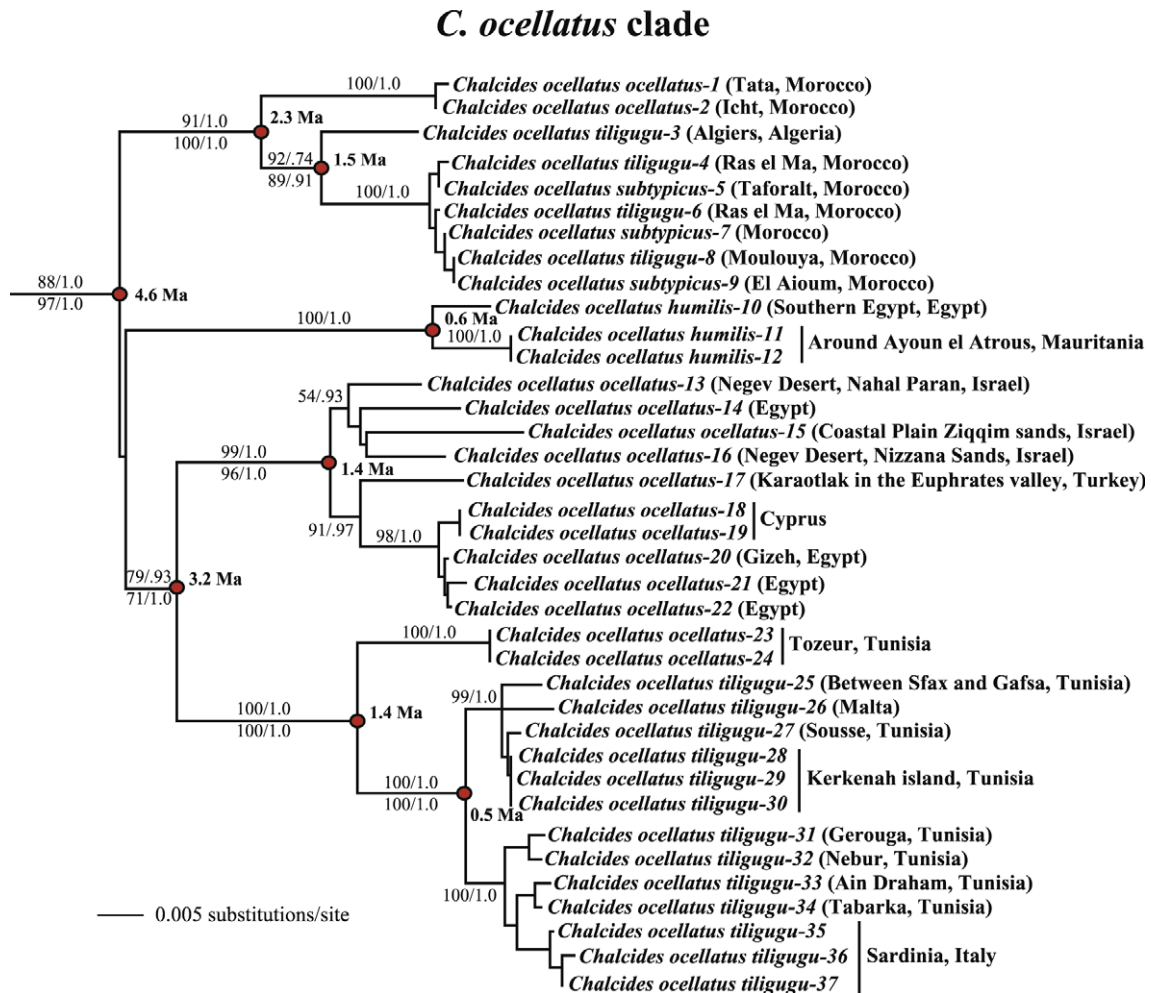 C. ocellatus clade
100/1.0
Chalcides ocellatus ocellatus-1 (Tata, Morocco)
Chalcides ocellatus ocellatus-2 (Icht, Morocco)
91/1.0
100/1.0
2.3 Ma
Chalcides ocellatus tiligugu-3 (Algiers, Algeria)
92/.74
89/.91
1.5 Ma
100/1.0
Chalcides ocellatus tiligugu-4 (Ras el Ma, Morocco)
Chalcides ocellatus subtypicus-5 (Taforalt, Morocco)
Chalcides ocellatus tiligugu-6 (Ras el Ma, Morocco)
Chalcides ocellatus subtypicus-7 (Morocco)
Chalcides ocellatus tiligugu-8 (Moulouya, Morocco)
Chalcides ocellatus subtypicus-9 (El Aioum, Morocco)
88/1.0
97/1.0
4.6 Ma
100/1.0
Chalcides ocellatus humilis-10 (Southern Egypt, Egypt)
0.6 Ma
100/1.0
Chalcides ocellatus humilis-11
Chalcides ocellatus humilis-12
Around Ayoun el Atrous, Mauritania
54/.93
Chalcides ocellatus ocellatus-13 (Negev Desert, Nahal Paran, Israel)
Chalcides ocellatus ocellatus-14 (Egypt)
Chalcides ocellatus ocellatus-15 (Coastal Plain Ziqqim sands, Israel)
Chalcides ocellatus ocellatus-16 (Negev Desert, Nizzana Sands, Israel)
99/1.0
96/1.0
1.4 Ma
Chalcides ocellatus ocellatus-17 (Karaotlak in the Euphrates valley, Turkey)
91/.97
98/1.0
Chalcides ocellatus ocellatus-18
Chalcides ocellatus ocellatus-19
Cyprus
Chalcides ocellatus ocellatus-20 (Gizeh, Egypt)
Chalcides ocellatus ocellatus-21 (Egypt)
Chalcides ocellatus ocellatus-22 (Egypt)
79/.93
71/1.0
3.2 Ma
100/1.0
Chalcides ocellatus ocellatus-23
Chalcides ocellatus ocellatus-24
Tozeur, Tunisia
100/1.0
100/1.0
1.4 Ma
99/1.0
Chalcides ocellatus tiligugu-25 (Between Sfax and Gafsa, Tunisia)
Chalcides ocellatus tiligugu-26 (Malta)
Chalcides ocellatus tiligugu-27 (Sousse, Tunisia)
Chalcides ocellatus tiligugu-28
Chalcides ocellatus tiligugu-29
Chalcides ocellatus tiligugu-30
Kerkenah island, Tunisia
100/1.0
100/1.0
0.5 Ma
Chalcides ocellatus tiligugu-31 (Gerouga, Tunisia)
Chalcides ocellatus tiligugu-32 (Nebur, Tunisia)
100/1.0
Chalcides ocellatus tiligugu-33 (Ain Draham, Tunisia)
Chalcides ocellatus tiligugu-34 (Tabarka, Tunisia)
Chalcides ocellatus tiligugu-35
Chalcides ocellatus tiligugu-36
Chalcides ocellatus tiligugu-37
Sardinia, Italy
0.005 substitutions/site